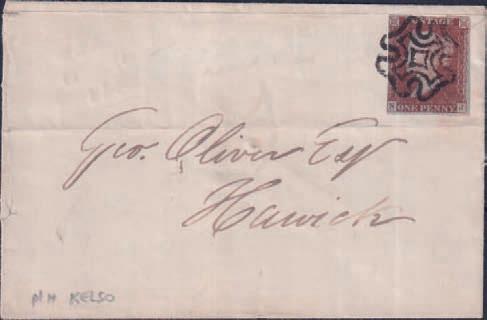 POSTAGE
ONE PENNY
Geo. Oliver Esq
Hawick
KELSO